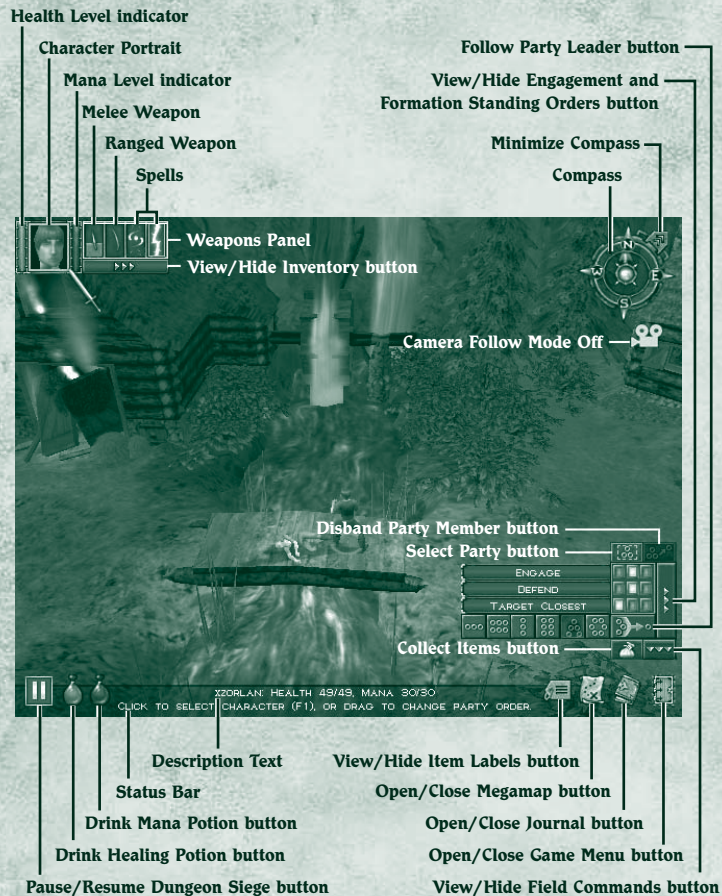 Health Level indicator
Character Portrait
Follow Party Leader button
Mana Level indicator
View/Hide Engagement and
Formation Standing Orders button
Melee Weapon
Ranged Weapon
Minimize Compass
Spells
Compass
Weapons Panel
N
View/Hide Inventory button
W
E
S
Camera Follow Mode Off
Disband Party Member button
Select Party button
ENGAGE
DEFEND
TARGET CLOSEST
Collect Items button
XZORLAN: HEALTH 49/49, MANA 30/30
CLICK TO SELECT CHARACTER (F1), OR DRAG TO CHANGE PARTY ORDER.
Description Text
View/Hide Item Labels button
Status Bar
Open/Close Megamap button
Drink Mana Potion button
Open/Close Journal button
Drink Healing Potion button
Open/Close Game Menu button
Pause/Resume Dungeon Siege button
View/Hide Field Commands button